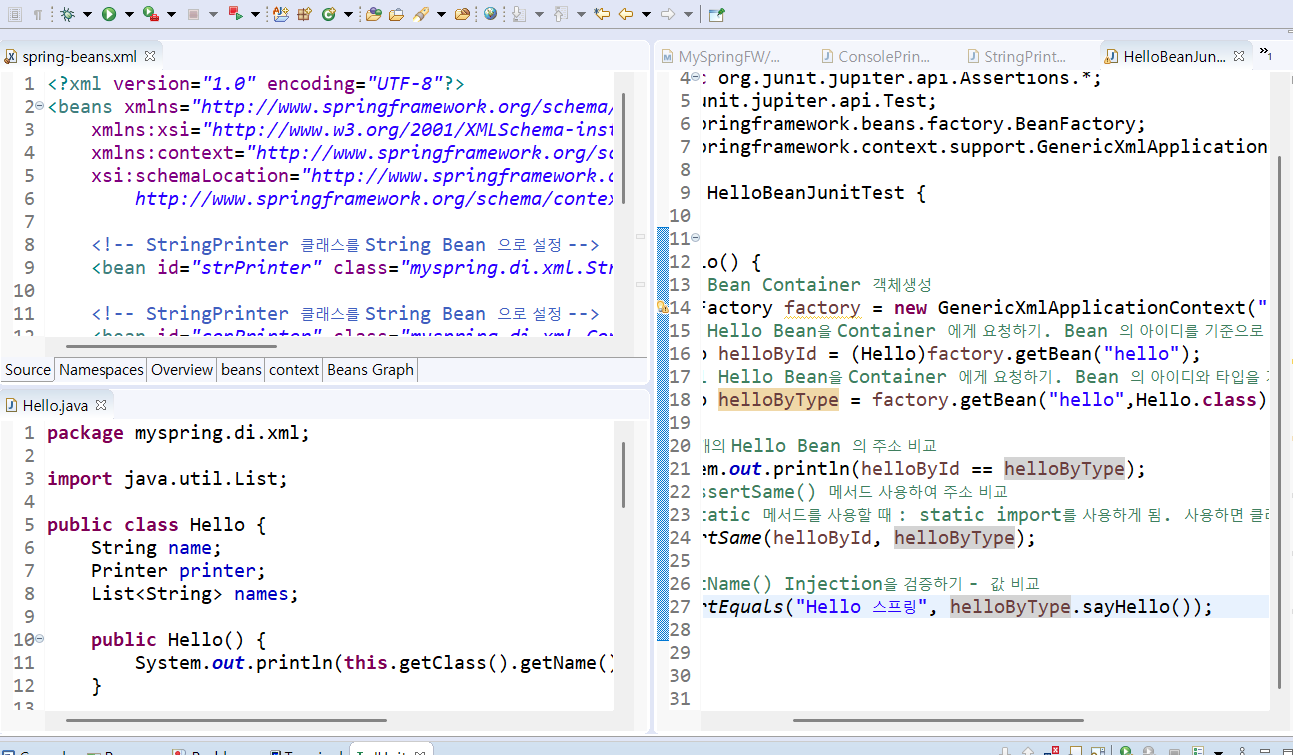 spring-beans.xml
1 <?xml version="1.0" encoding="UTF-8"?>
2 <beans xmlns="http://www.springframework.org/schema/
3 xmlns:xsi="http://www.w3.org/2001/XMLSchema-inst
4 xmlns:context="http://www.springframework.org/sc
5 xsi:schemaLocation="http://www.springframework.o
6 http://www.springframework.org/schema/contex
7
8 <!-- StringPrinter 클래스를 String Bean 으로 설정 -->
9 <bean id="strPrinter" class="myspring.di.xml.Str
10
11 <!-- StringPrinter 클래스를 String Bean 으로 설정 -->
12
Source Namespaces Overview beans context Beans Graph
Hello.java
1 package myspring.di.xml;
2
3 import java.util.List;
4
5 public class Hello {
6 String name;
7 Printer printer;
8 List<String> names;
9
10 public Hello() {
11 System.out.println(this.getClass().getName()
12 }
13
MySpringFW/... ConsolePrin... StringPrint... HelloBeanJun... »1
4 : org.junit.jupiter.api.Assertions.*;
5 unit.jupiter.api.Test;
6 pringframework.beans.factory.BeanFactory;
7 pringframework.context.support.GenericXmlApplication
8
9 HelloBeanJunitTest {
10
11
12 lo() {
13 Bean Container 객체생성
14 Factory factory = new GenericXmlApplicationContext("
15 Hello Bean을 Container 에게 요청하기. Bean 의 아이디를 기준으로
16 o helloById = (Hello)factory.getBean("hello");
17 Hello Bean을 Container 에게 요청하기. Bean 의 아이디와 타입을
18 o helloByType = factory.getBean("hello",Hello.class)
19
20 개의 Hello Bean 의 주소 비교
21 em.out.println(helloById == helloByType);
22 ssertSame() 메서드 사용하여 주소 비교
23 tatic 메서드를 사용할 때 : static import를 사용하게 됨. 사용하면
24 rtSame(helloById, helloByType);
25
26 tName() Injection을 검증하기 - 값 비교
27 rtEquals("Hello 스프링", helloByType.sayHello());
28
29
30
31